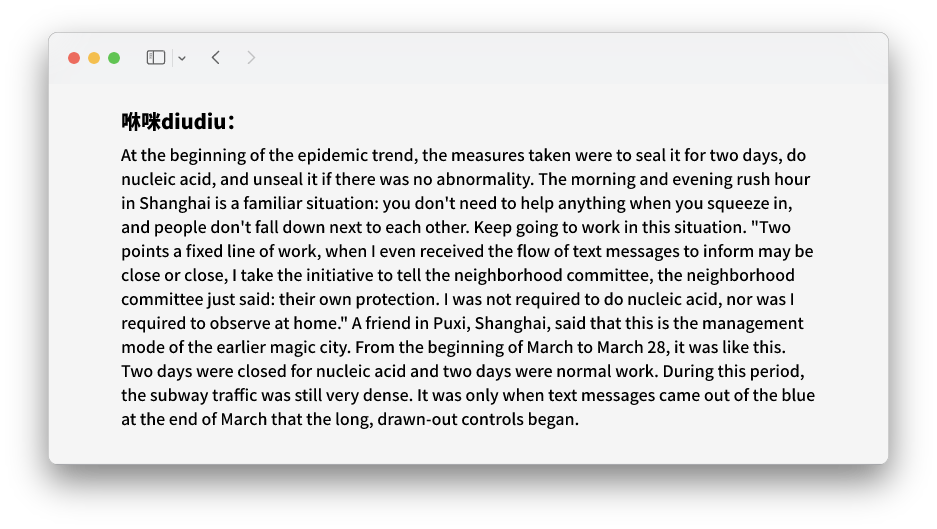 咻咪diudiu：
At the beginning of the epidemic trend, the measures taken were to seal it for two days, do
nucleic acid, and unseal it if there was no abnormality. The morning and evening rush hour
in Shanghai is a familiar situation: you don't need to help anything when you squeeze in,
and people don't fall down next to each other. Keep going to work in this situation. "Two
points a fixed line of work, when I even received the flow of text messages to inform may be
close or close, I take the initiative to tell the neighborhood committee, the neighborhood
committee just said: their own protection. I was not required to do nucleic acid, nor was I
required to observe at home." A friend in Puxi, Shanghai, said that this is the management
mode of the earlier magic city. From the beginning of March to March 28, it was like this.
Two days were closed for nucleic acid and two days were normal work. During this period,
the subway traffic was still very dense. It was only when text messages came out of the blue
at the end of March that the long, drawn-out controls began.